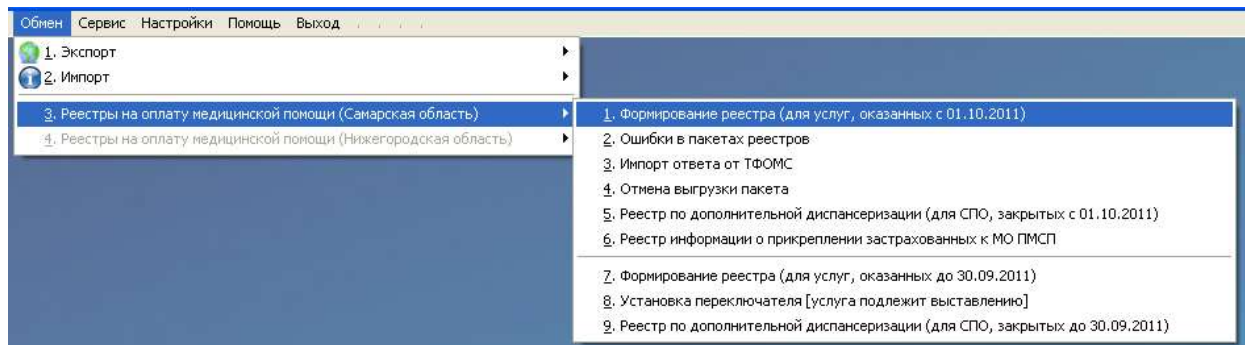 Обмен Сервис Настройки Помощь Выход
1. Экспорт
2. Импорт
3. Реестры на оплату медицинской помощи (Самарская область)
4. Реестры на оплату медицинской помощи (Нижегородская область)
1. Формирование реестра (для услуг, оказанных с 01.10.2011)
2. Ошибки в пакетах реестров
3. Импорт ответа от ТФОМС
4. Отмена выгрузки пакета
5. Реестр по дополнительной диспансеризации (для СПО, закрытых с 01.10.2011)
6. Реестр информации о прикреплении застрахованных к МО ПМСП
7. Формирование реестра (для услуг, оказанных до 30.09.2011)
8. Установка переключателя [услуга подлежит выставлению]
9. Реестр по дополнительной диспансеризации (для СПО, закрытых до 30.09.2011)